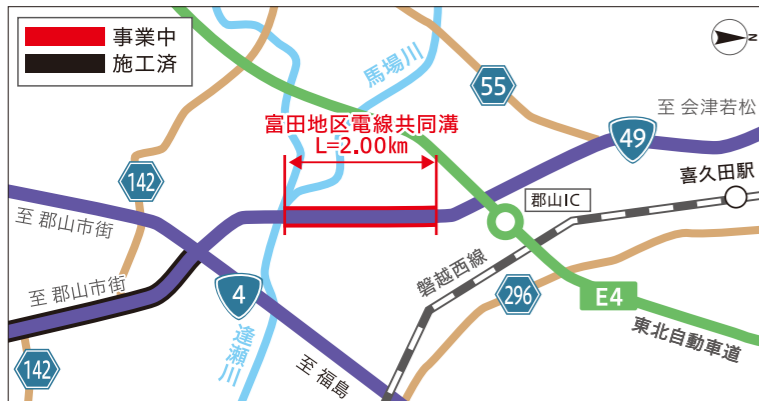 事業中
施工済
馬場川
N
55
至 会津若松
富田地区電線共同溝
L=2.00㎞
49
142
喜久田駅
郡山IC
至 郡山市街
磐越西線
至 郡山市街
4
296
E4
逢瀬川
至 福島
東北自動車道
142